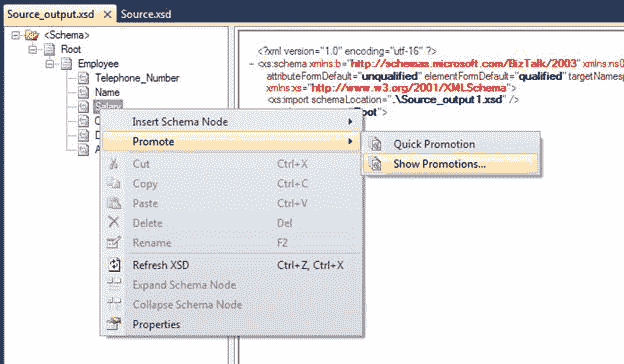 Source_output.xsd × Source.xsd
<Schema>
Root
Employee
Telephone_Number
Name
Salary
C
D
A
<?xml version="1.0" encoding="utf-16" ?>
- <xs:schema xmlns:b="http://schemas.microsoft.com/BizTalk/2003" xmlns:ns0
attributeFormDefault="unqualified" elementFormDefault="qualified" targetNamesp
xmlns:xs="http://www.w3.org/2001/XMLSchema">
<xs:import schemaLocation=".\Source_output1.xsd" />
Root">
Insert Schema Node
Promote
Cut Ctrl+X
Copy Ctrl+C
Paste Ctrl+V
Delete Del
Rename F2
Refresh XSD Ctrl+Z, Ctrl+X
Expand Schema Node
Collapse Schema Node
Properties
Quick Promotion
Show Promotions...